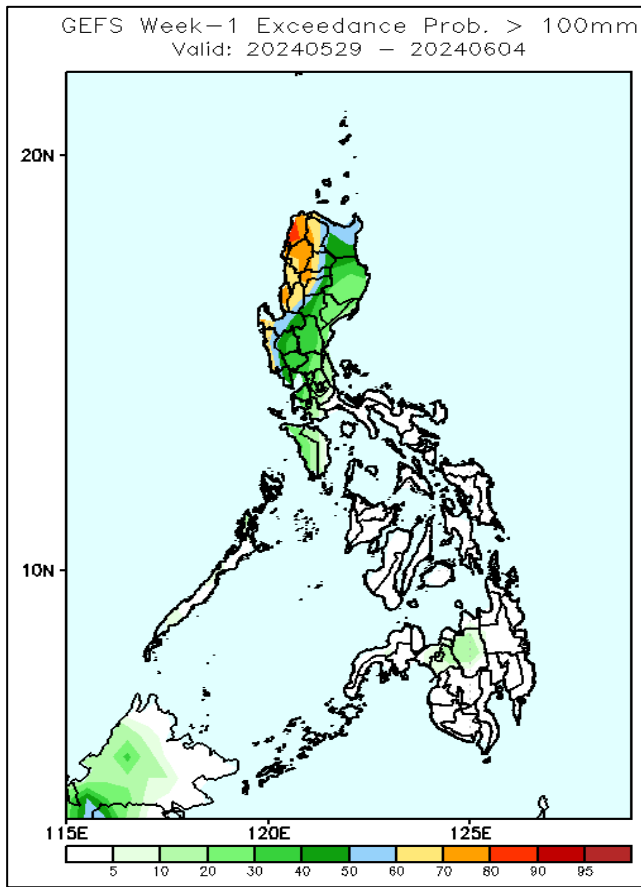 GEFS Week-1 Exceedance Prob. > 100mm
Valid: 20240529 - 20240604
20N
10N
115E 120E 125E
5 10 20 30 40 50 60 70 80 90 95